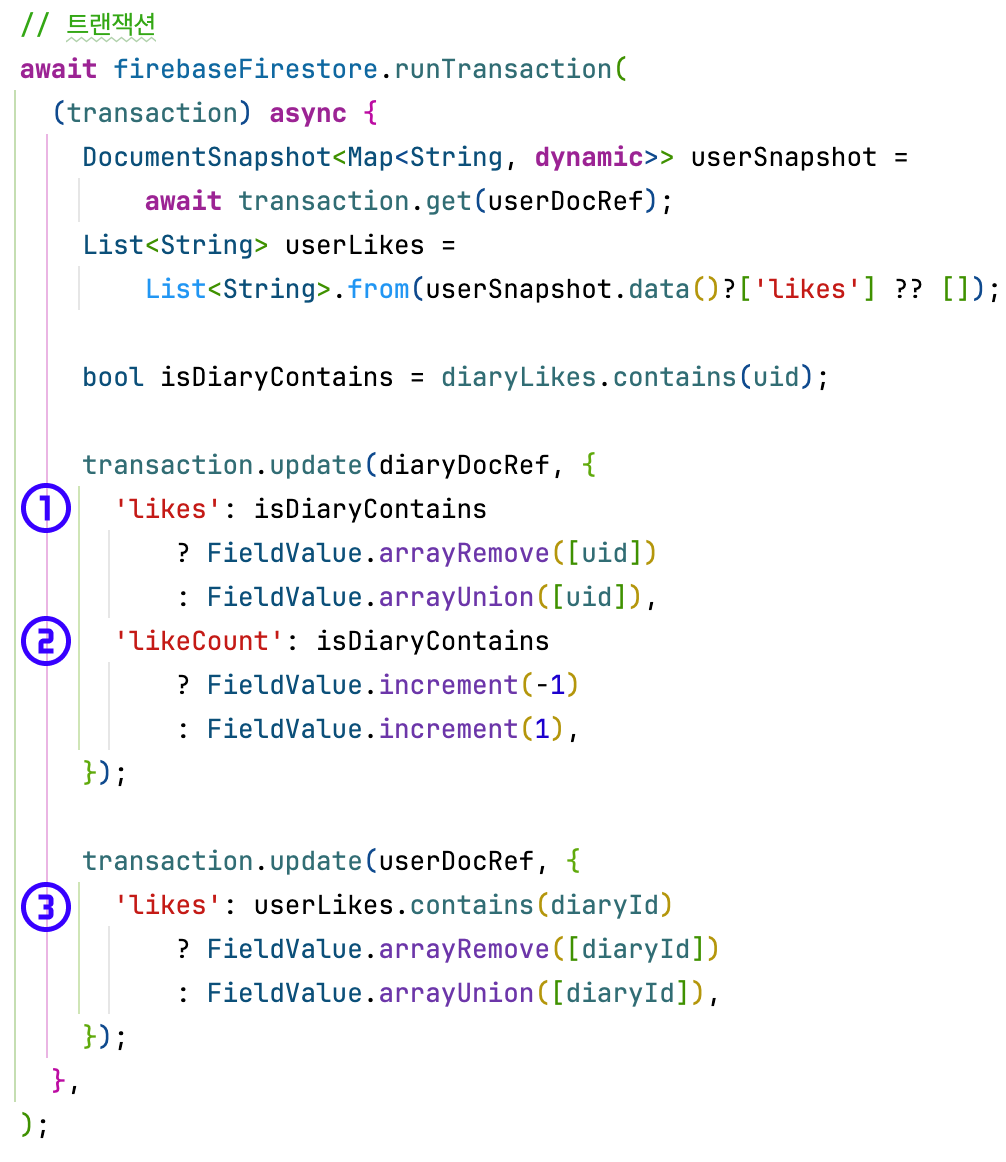 // 트랜잭션
await firebaseFirestore.runTransaction(
(transaction) async {
DocumentSnapshot<Map<String, dynamic>> userSnapshot =
await transaction.get(userDocRef);
List<String> userLikes =
List<String>.from(userSnapshot.data()?['likes'] ?? []);
bool isDiaryContains = diaryLikes.contains(uid);
transaction.update(diaryDocRef, {
1 'likes': isDiaryContains
? FieldValue.arrayRemove([uid])
: FieldValue.arrayUnion([uid]),
2 'likeCount': isDiaryContains
? FieldValue.increment(-1)
: FieldValue.increment(1),
});
transaction.update(userDocRef, {
3 'likes': userLikes.contains(diaryId)
? FieldValue.arrayRemove([diaryId])
: FieldValue.arrayUnion([diaryId]),
});
},
);